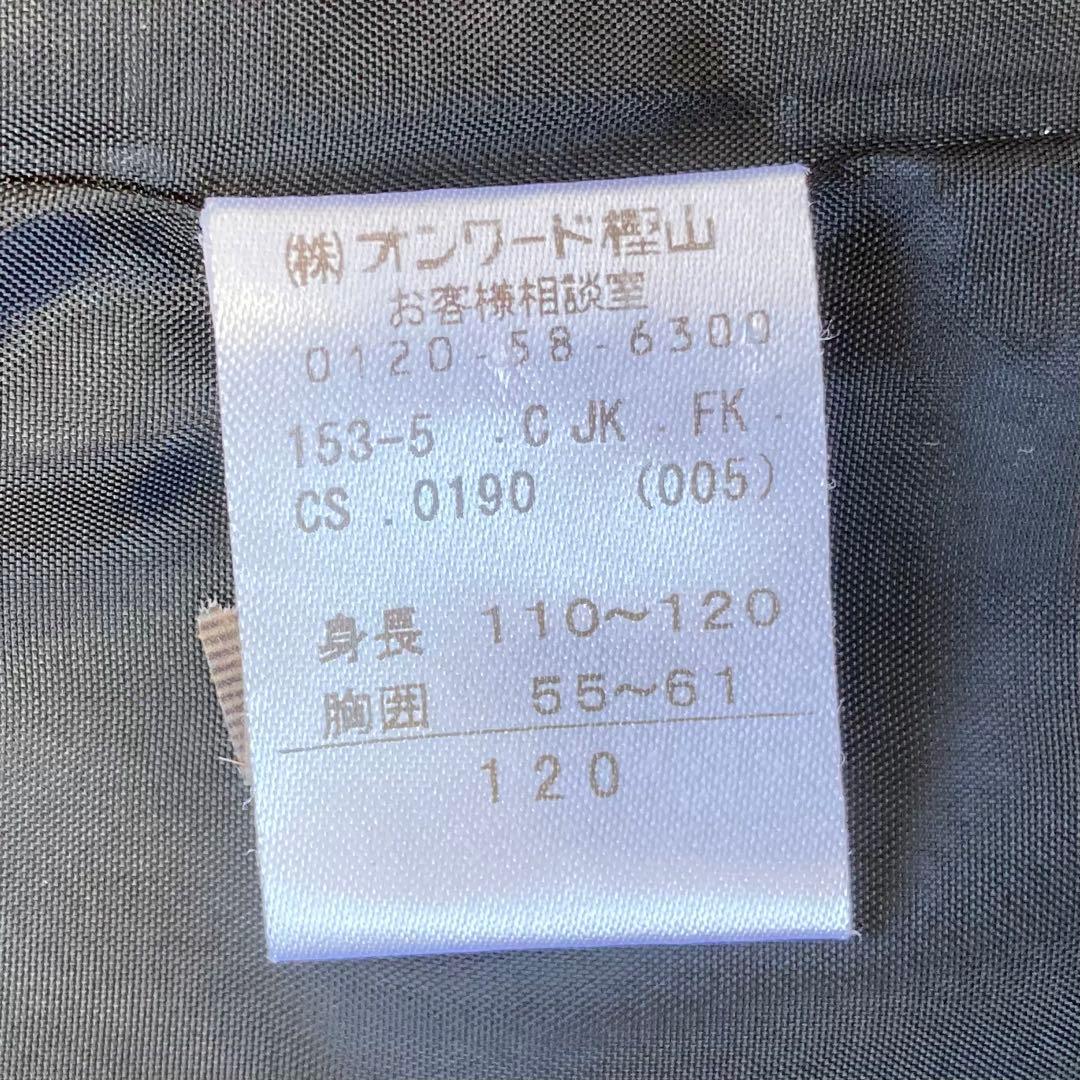 ㈱オンワード樫山
お客様相談室
0120-58-6300
153-5 .C JK . FK .
CS .0190 (005)
身長 110～120
胸囲 55～61
120